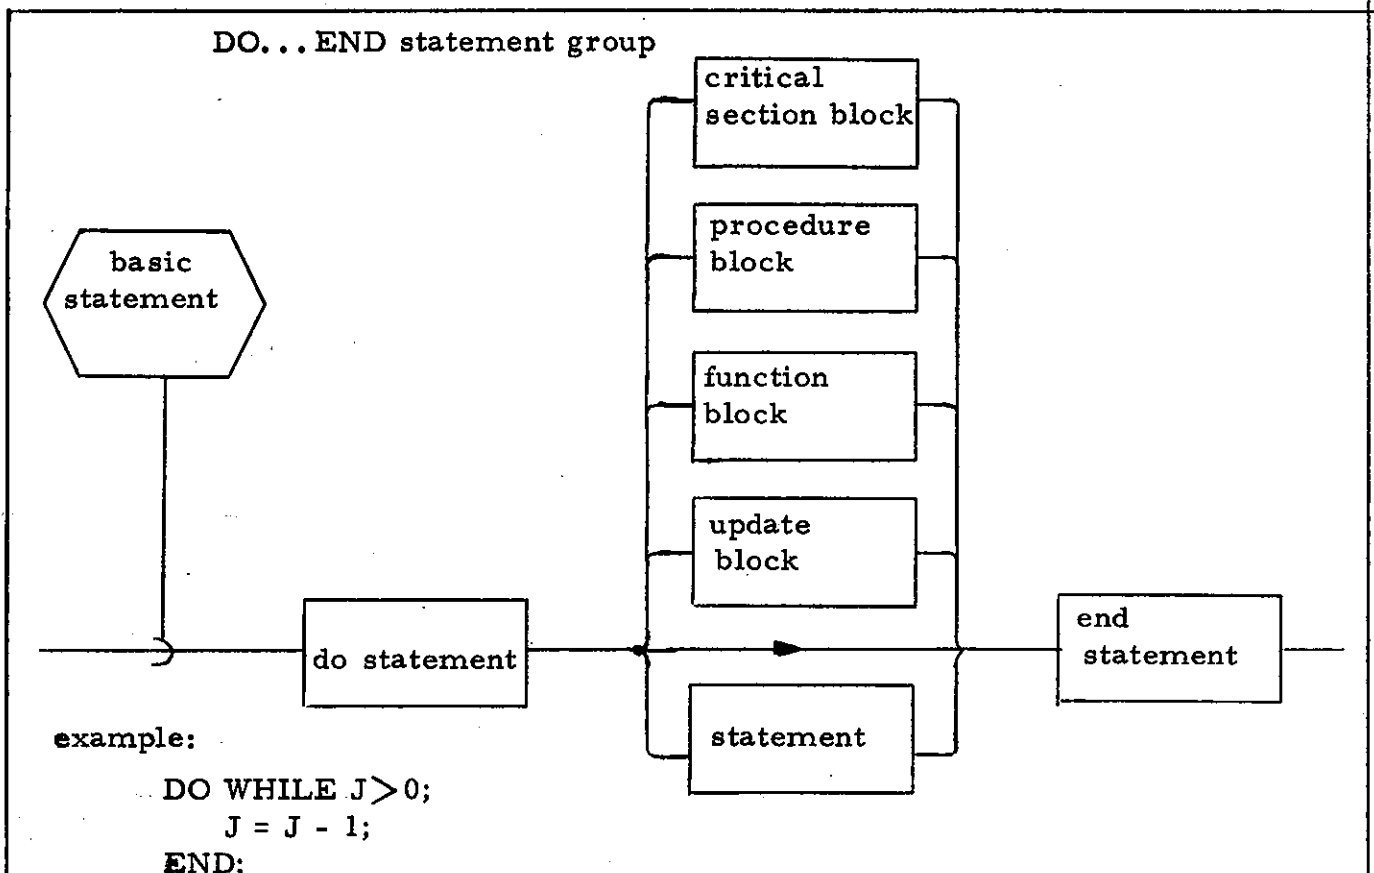 DO...END statement group
critical
section block
procedure
block
basic
statement
function
block
update
block
do statement
end
statement
statement
example:
DO WHILE J>0;
J = J - 1;
END;